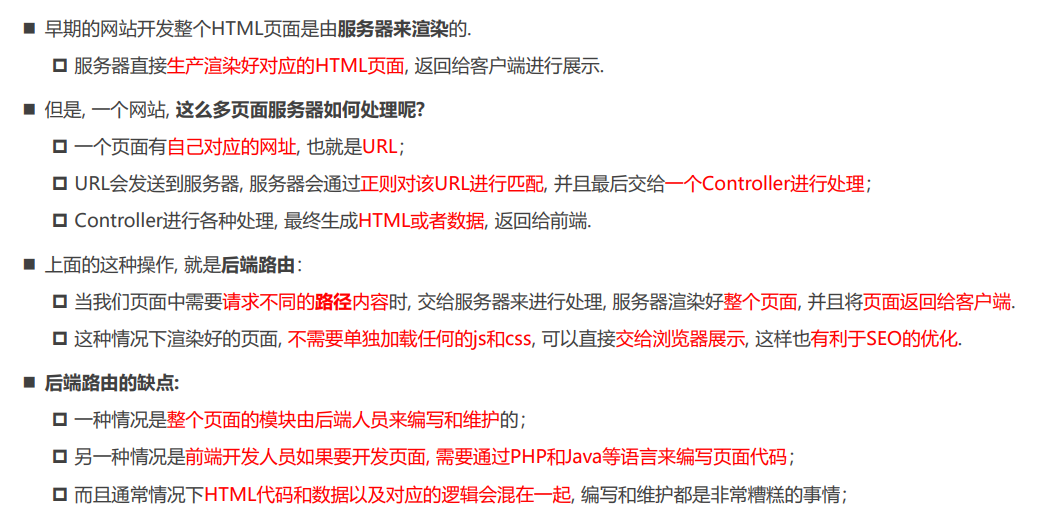 早期的网站开发整个HTML页面是由服务器来渲染的.
服务器直接生产渲染好对应的HTML页面, 返回给客户端进行展示.
但是, 一个网站, 这么多页面服务器如何处理呢?
一个页面有自己对应的网址, 也就是URL；
URL会发送到服务器, 服务器会通过正则对该URL进行匹配, 并且最后交给一个Controller进行处理；
Controller进行各种处理, 最终生成HTML或者数据, 返回给前端.
上面的这种操作, 就是后端路由：
当我们页面中需要请求不同的路径内容时, 交给服务器来进行处理, 服务器渲染好整个页面, 并且将页面返回给客户端.
这种情况下渲染好的页面, 不需要单独加载任何的js和css, 可以直接交给浏览器展示, 这样也有利于SEO的优化.
后端路由的缺点:
一种情况是整个页面的模块由后端人员来编写和维护的；
另一种情况是前端开发人员如果要开发页面, 需要通过PHP和Java等语言来编写页面代码；
而且通常情况下HTML代码和数据以及对应的逻辑会混在一起, 编写和维护都是非常糟糕的事情；